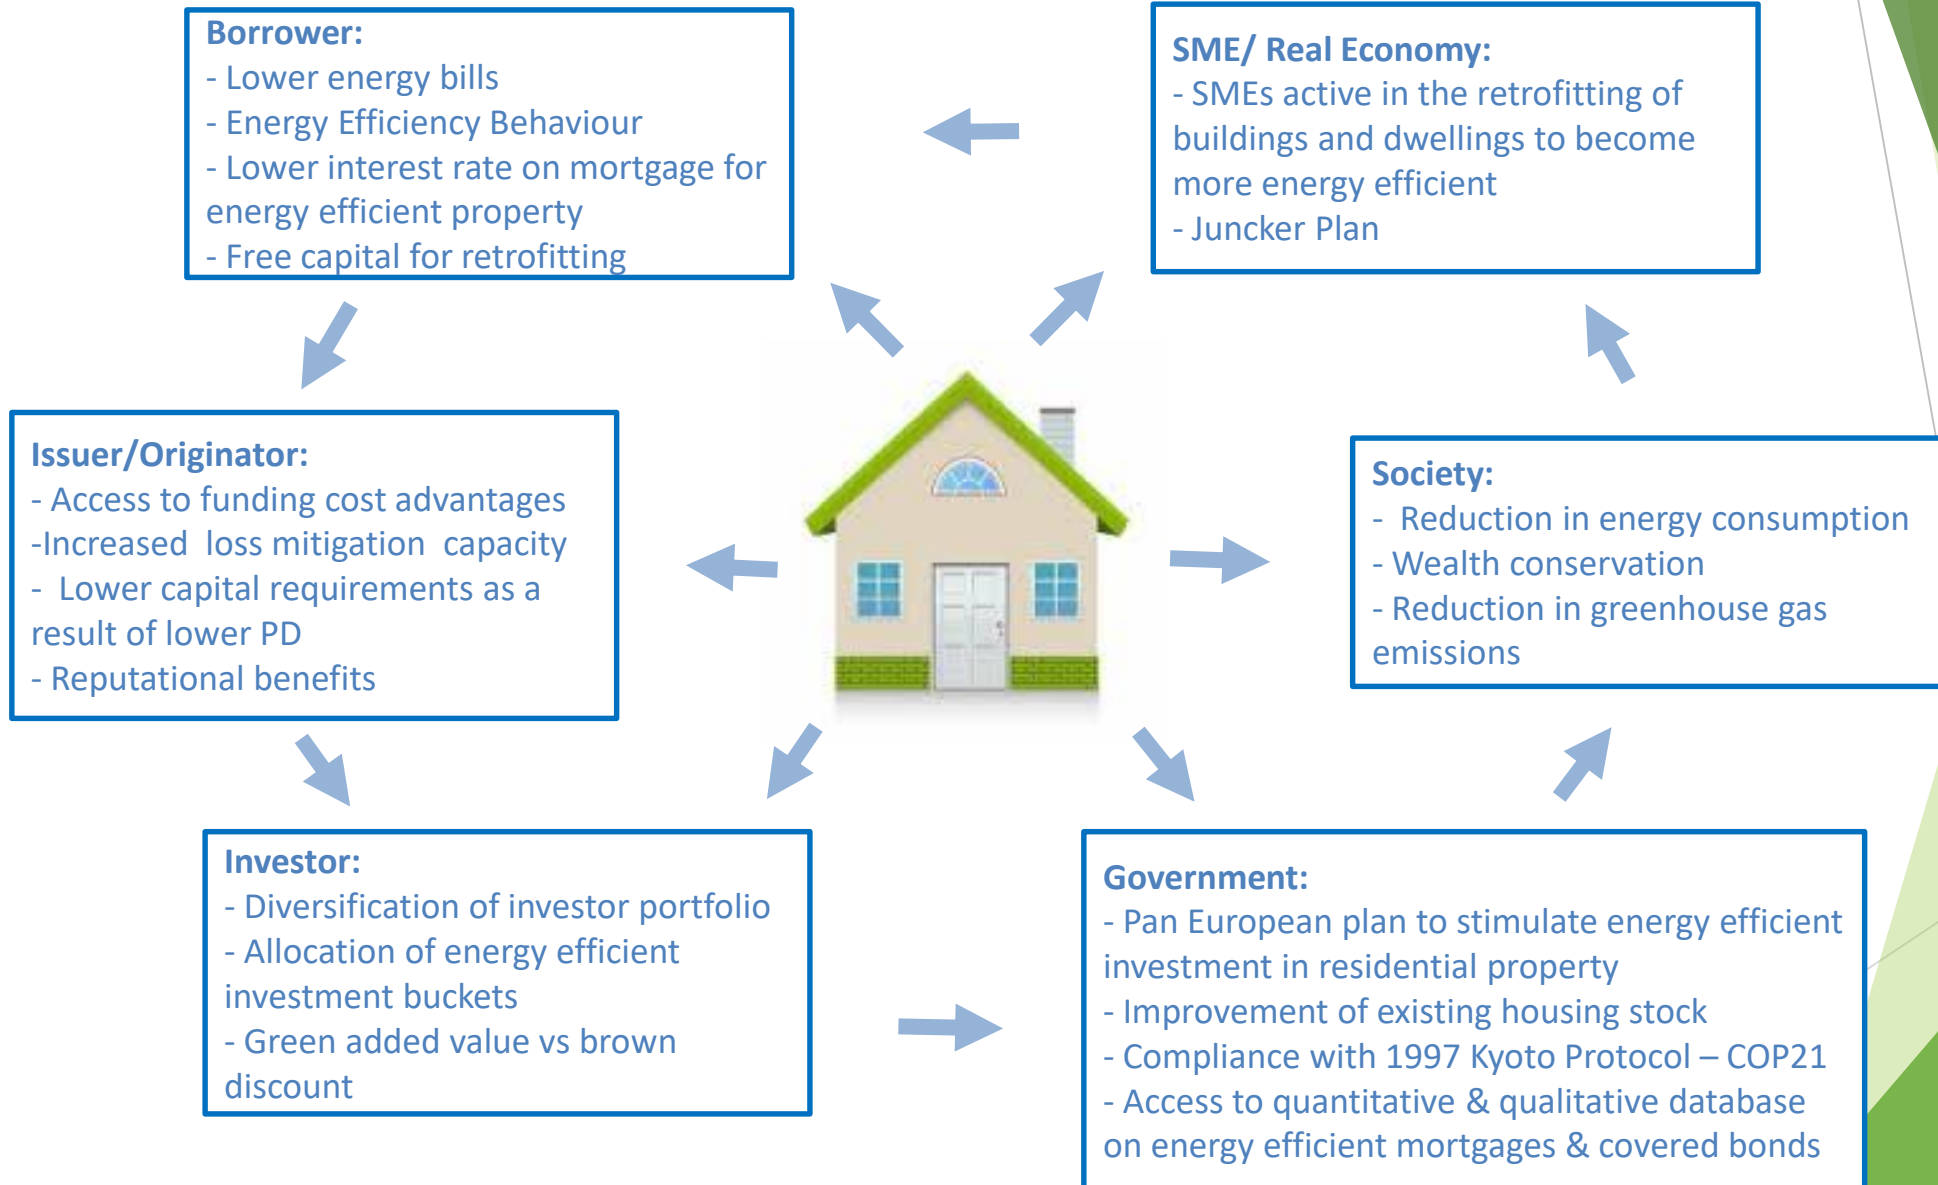 Borrower:
- Lower energy bills
- Energy Efficiency Behaviour
- Lower interest rate on mortgage for
energy efficient property
- Free capital for retrofitting
SME/ Real Economy:
- SMEs active in the retrofitting of
buildings and dwellings to become
more energy efficient
- Juncker Plan
Issuer/Originator:
- Access to funding cost advantages
-Increased loss mitigation capacity
- Lower capital requirements as a
result of lower PD
- Reputational benefits
Society:
- Reduction in energy consumption
- Wealth conservation
- Reduction in greenhouse gas
emissions
Investor:
- Diversification of investor portfolio
- Allocation of energy efficient
investment buckets
- Green added value vs brown
discount
Government:
- Pan European plan to stimulate energy efficient
investment in residential property
- Improvement of existing housing stock
- Compliance with 1997 Kyoto Protocol – COP21
- Access to quantitative & qualitative database
on energy efficient mortgages & covered bonds